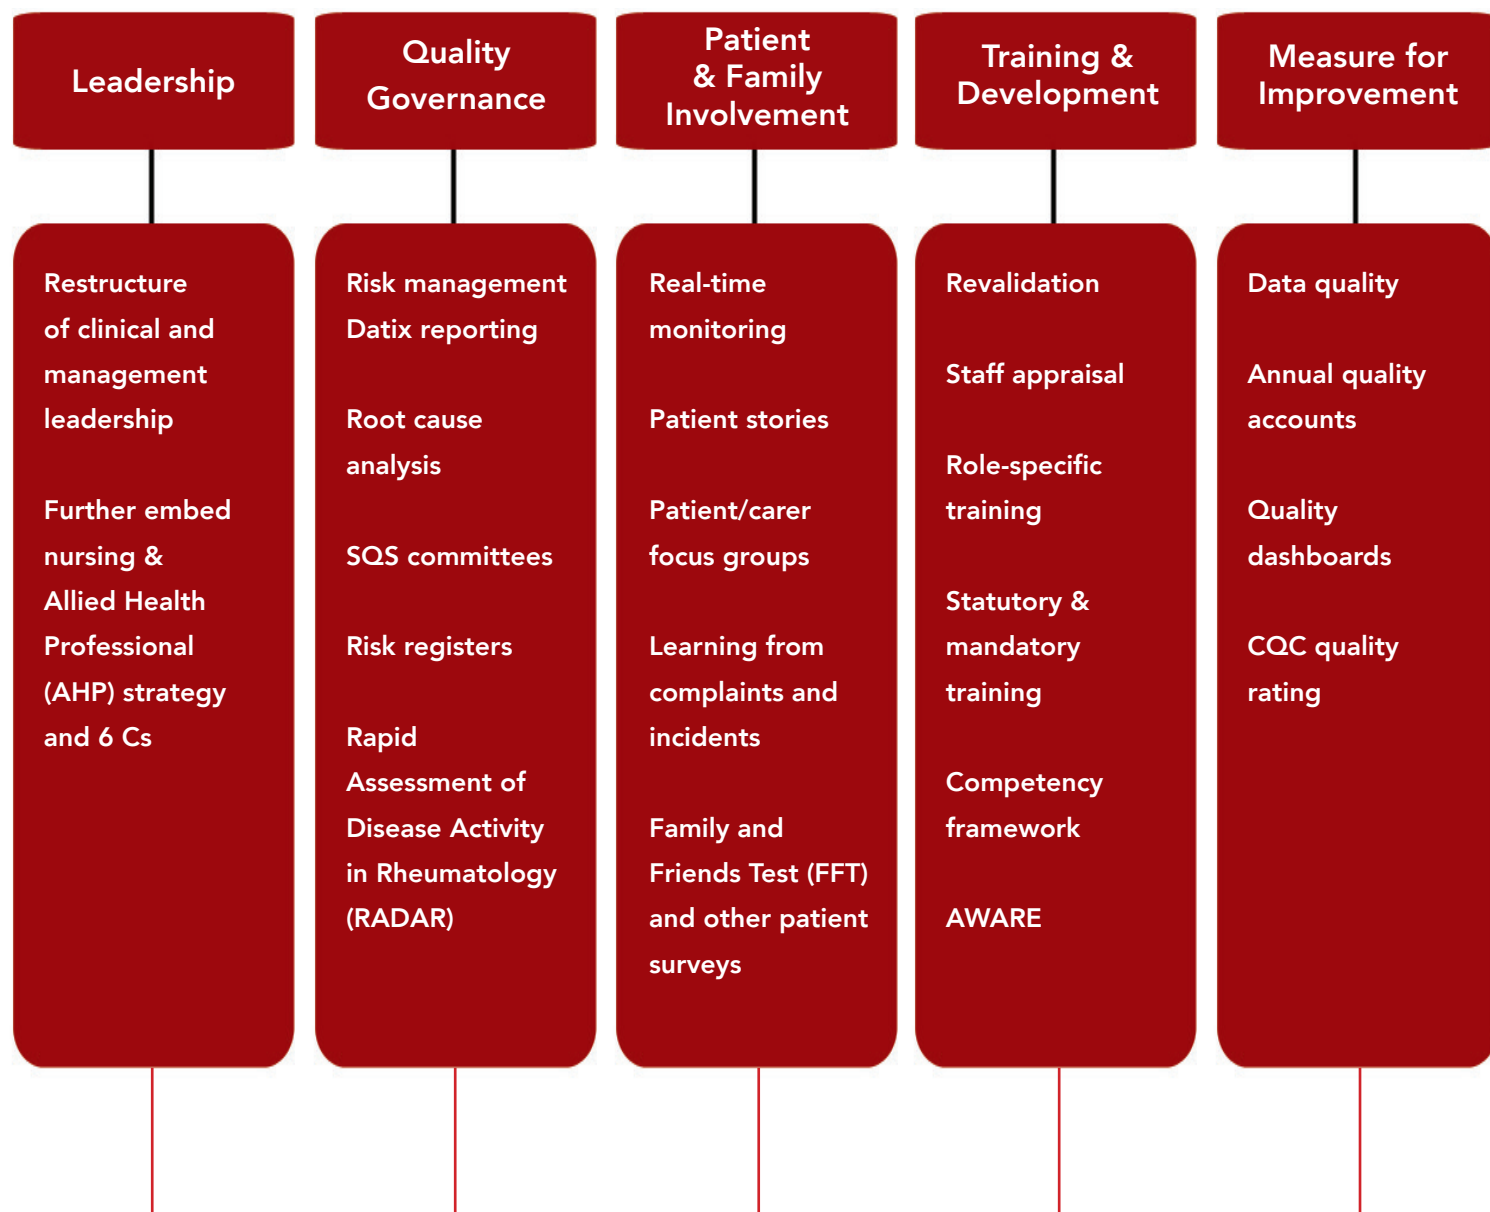 Leadership
Quality
Governance
Patient
& Family
Involvement
Training &
Development
Measure for
Improvement
Restructure
of clinical and
management
leadership
Further embed
nursing &
Allied Health
Professional
(AHP) strategy
and 6 Cs
Risk management
Datix reporting
Root cause
analysis
SQS committees
Risk registers
Rapid
Assessment of
Disease Activity
in Rheumatology
(RADAR)
Real-time
monitoring
Patient stories
Patient/carer
focus groups
Learning from
complaints and
incidents
Family and
Friends Test (FFT)
and other patient
surveys
Revalidation
Staff appraisal
Role-specific
training
Statutory &
mandatory
training
Competency
framework
AWARE
Data quality
Annual quality
accounts
Quality
dashboards
CQC quality
rating